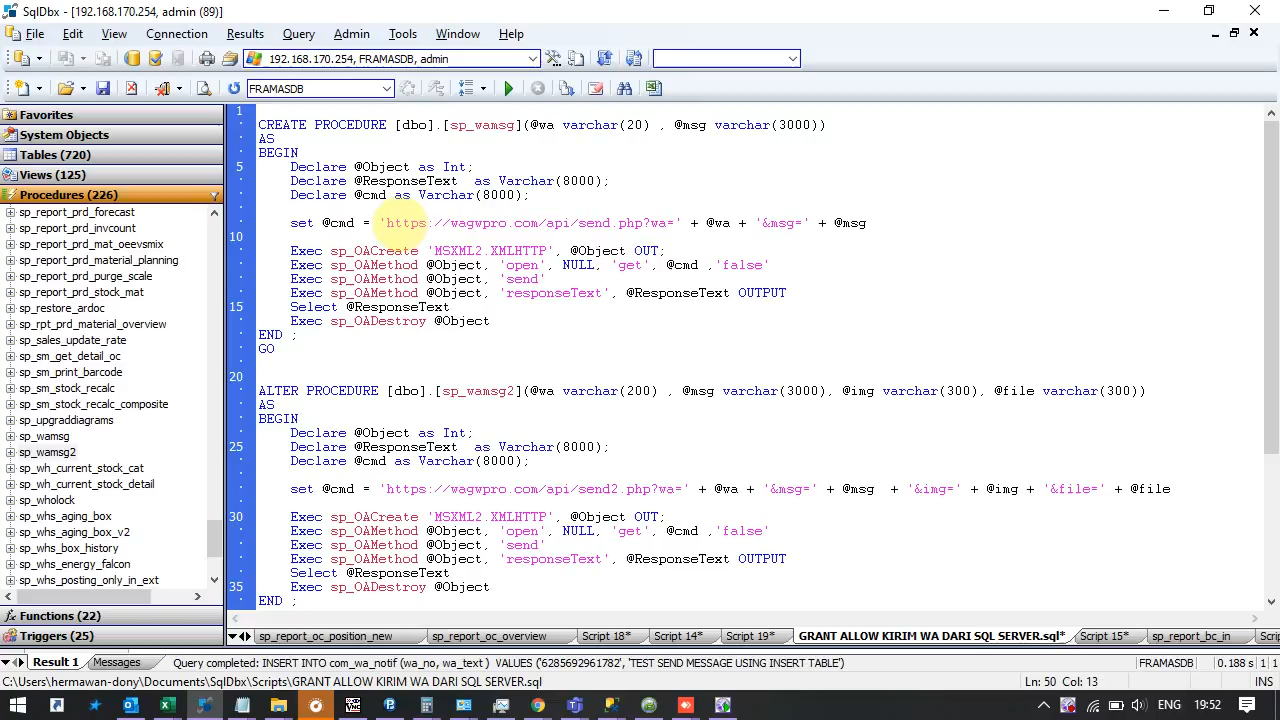 SqlDbx - [192.168.170.254, admin (89)]
File Edit View Connection Results Query Admin Tools Window Help
192.168.170.254, FRAMASDB, admin
FRAMASDB
Favorites
System Objects
Tables (720)
Views (125)
Procedures (226)
sp_report_prd_forecast
sp_report_prd_invcount
sp_report_prd_mat_oeevsmix
sp_report_prd_material_planning
sp_report_prd_purge_scale
sp_report_prd_stock_mat
sp_restore_ardoc
sp_rpt_prd_material_overview
sp_sales_update_rate
sp_sm_get_detail_oc
sp_sm_print_barcode
sp_sm_stock_recalc
sp_sm_stock_recalc_composite
sp_upgraddiagrams
sp_wamsg
sp_wamsg2
sp_wh_current_stock_cat
sp_wh_current_stock_detail
sp_wholock
sp_whs_aging_box
sp_whs_aging_box_v2
sp_whs_box_history
sp_whs_energy_falcon
sp_whs_posting_only_in_ext
Functions (22)
Triggers (25)
1
CREATE PROCEDURE [dbo].[sp_wamsg](@wa varchar(20) , @msg varchar(3000))
AS
BEGIN
5 Declare @Object as Int;
Declare @ResponseText as Varchar(8000);
Declare @cmd as Varchar(8000);
set @cmd = 'https://wagwpro.com/api/send.php?wa=' + @wa + '&msg=' + @msg
10
Exec sp_OACreate 'MSXML2.XMLHTTP', @Object OUT;
Exec sp_OAMethod @Object, 'open', NULL, 'get', @cmd ,'false'
Exec sp_OAMethod @Object, 'send'
Exec sp_OAMethod @Object, 'responseText', @ResponseText OUTPUT
15 Select @ResponseText
Exec sp_OADestroy @Object
END ;
GO
20
ALTER PROCEDURE [dbo].[sp_wamsg2](@wa varchar(200) , @msg varchar(3000), @img varchar(300), @file varchar(300))
AS
BEGIN
Declare @Object as Int;
25 Declare @ResponseText as Varchar(8000);
Declare @cmd as Varchar(8000);
set @cmd = 'https://wagwpro.com/api/send2.php?wa=' + @wa + '&msg=' + @msg + '&img=' + @img + '&file=' + @file
30
Exec sp_OACreate 'MSXML2.XMLHTTP', @Object OUT;
Exec sp_OAMethod @Object, 'open', NULL, 'get', @cmd ,'false'
Exec sp_OAMethod @Object, 'send'
Exec sp_OAMethod @Object, 'responseText', @ResponseText OUTPUT
Select @ResponseText
35 Exec sp_OADestroy @Object
END ;
sp_report_oc_position_new sp_report_oc_overview Script 18* Script 14* Script 19* GRANT ALLOW KIRIM WA DARI SQL SERVER.sql* Script 15* sp_report_bc_in Scri
Result 1 Messages Query completed: INSERT INTO com_wa_notif (wa_no, wa_text ) VALUES ('6285692961782', 'TEST SEND MESSAGE USING INSERT TABLE') FRAMASDB 0.188 s 1 1
C:\Users\hermawan-dony\Documents\SqlDbx\Scripts\GRANT ALLOW KIRIM WA DARI SQL SERVER.sql Ln: 50 Col: 13 INS
ENG 19:52